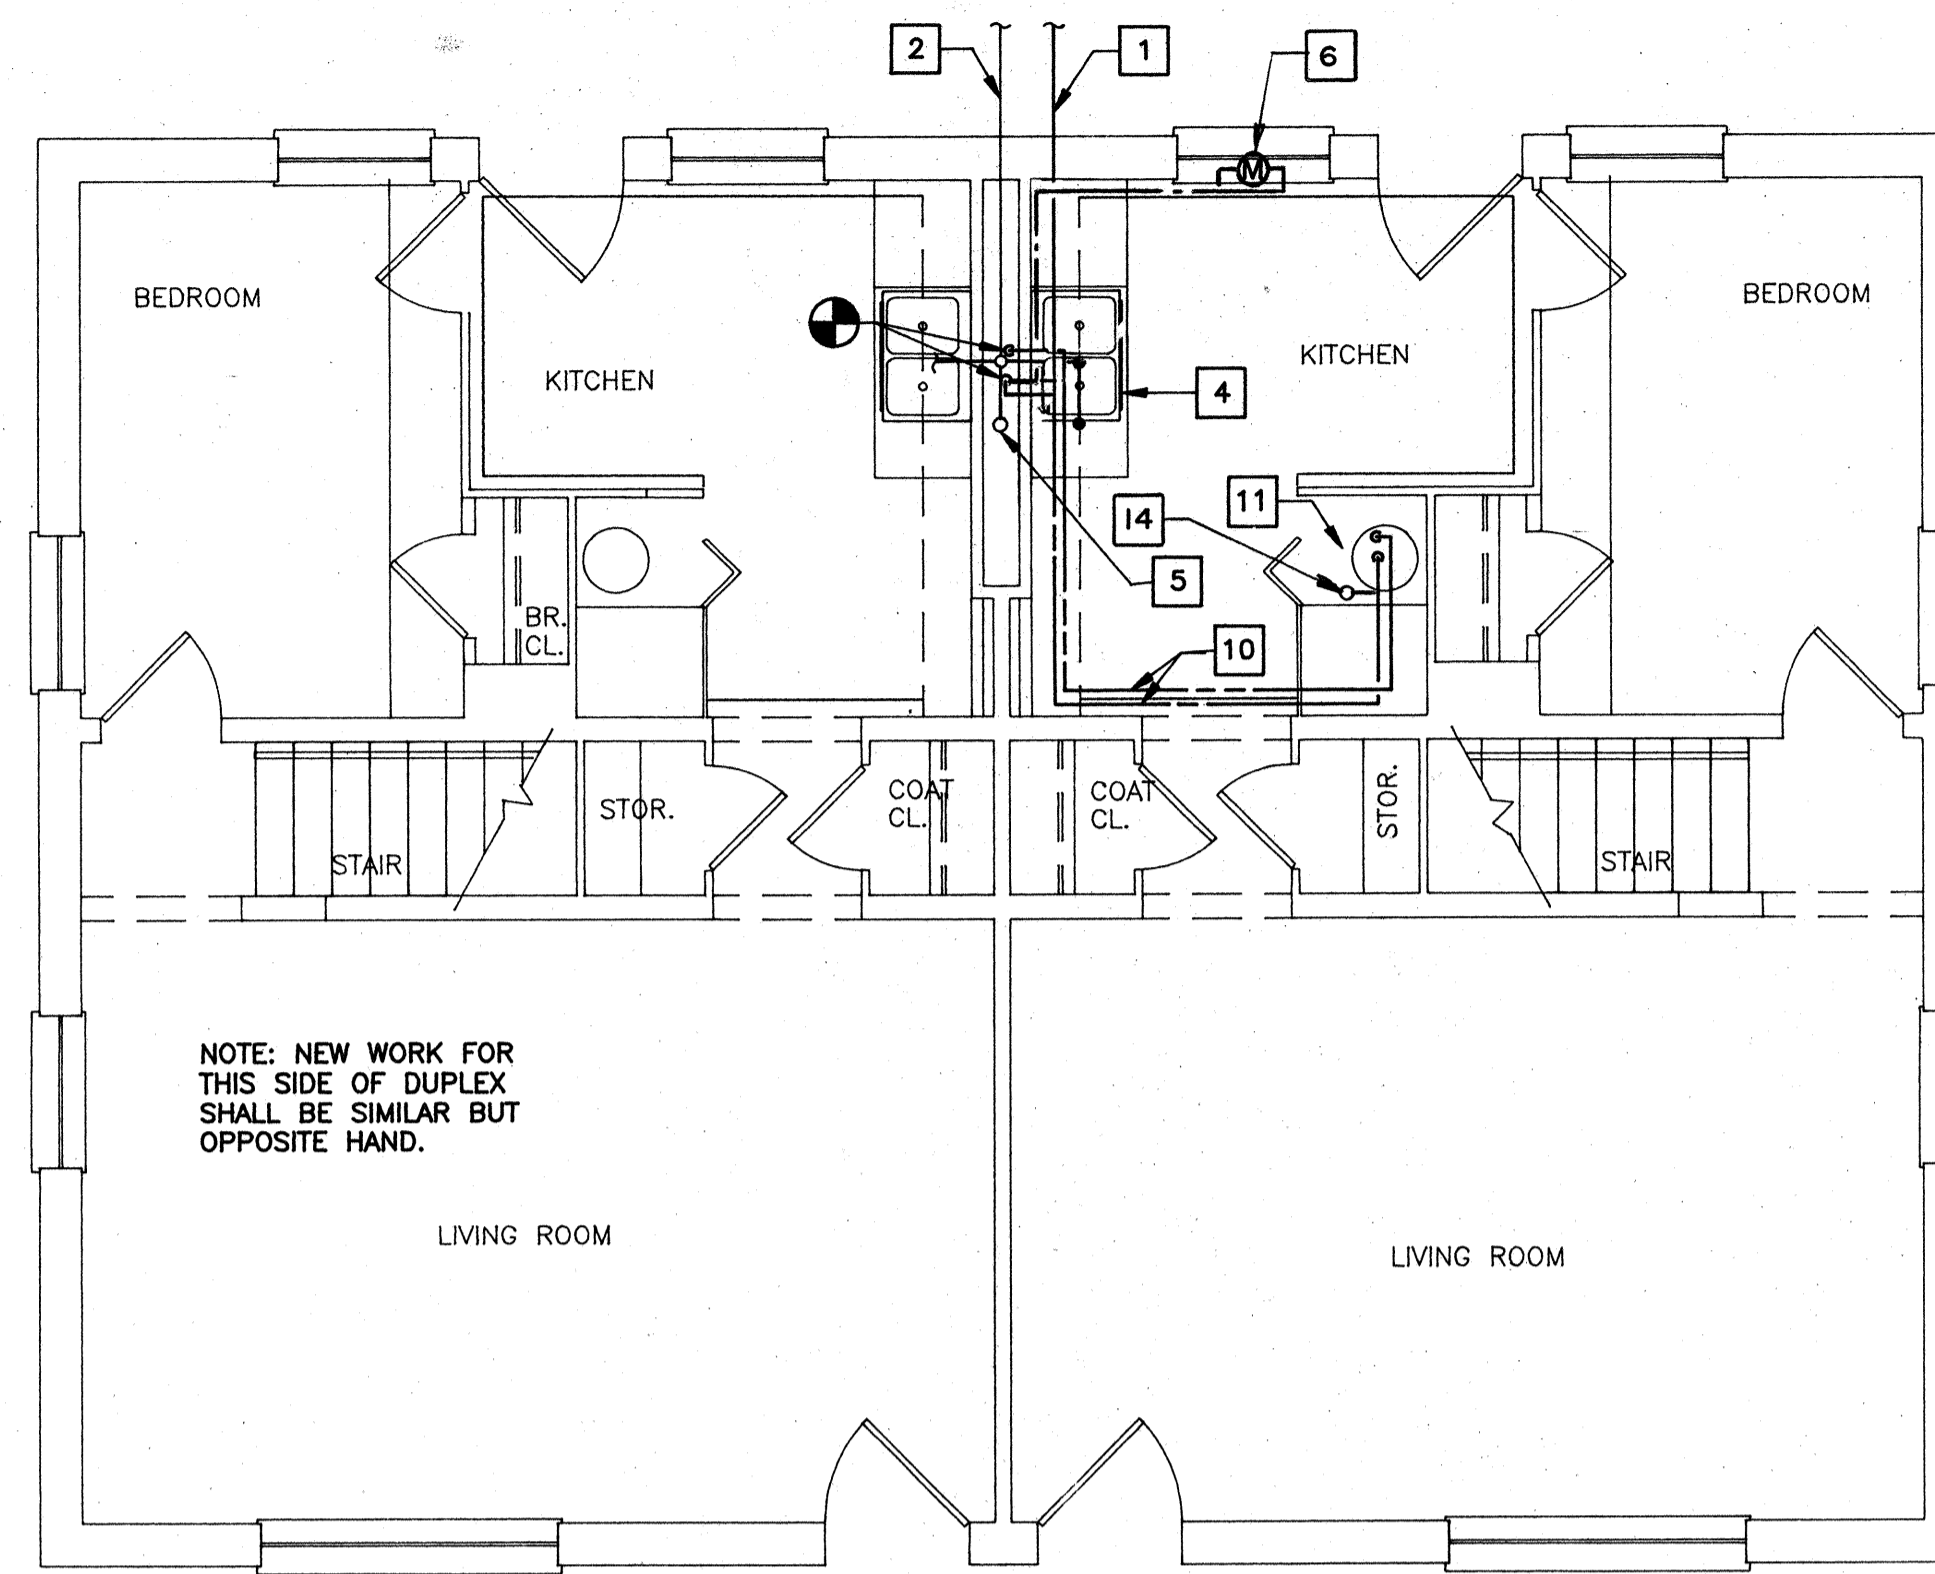 2
1
6
M
BEDROOM
BEDROOM
KITCHEN
KITCHEN
4
11
14
5
BR.
CL.
10
STOR.
COAT
CL.
COAT
CL.
STOR.
STAIR
STAIR
NOTE: NEW WORK FOR
THIS SIDE OF DUPLEX
SHALL BE SIMILAR BUT
OPPOSITE HAND.
LIVING ROOM
LIVING ROOM